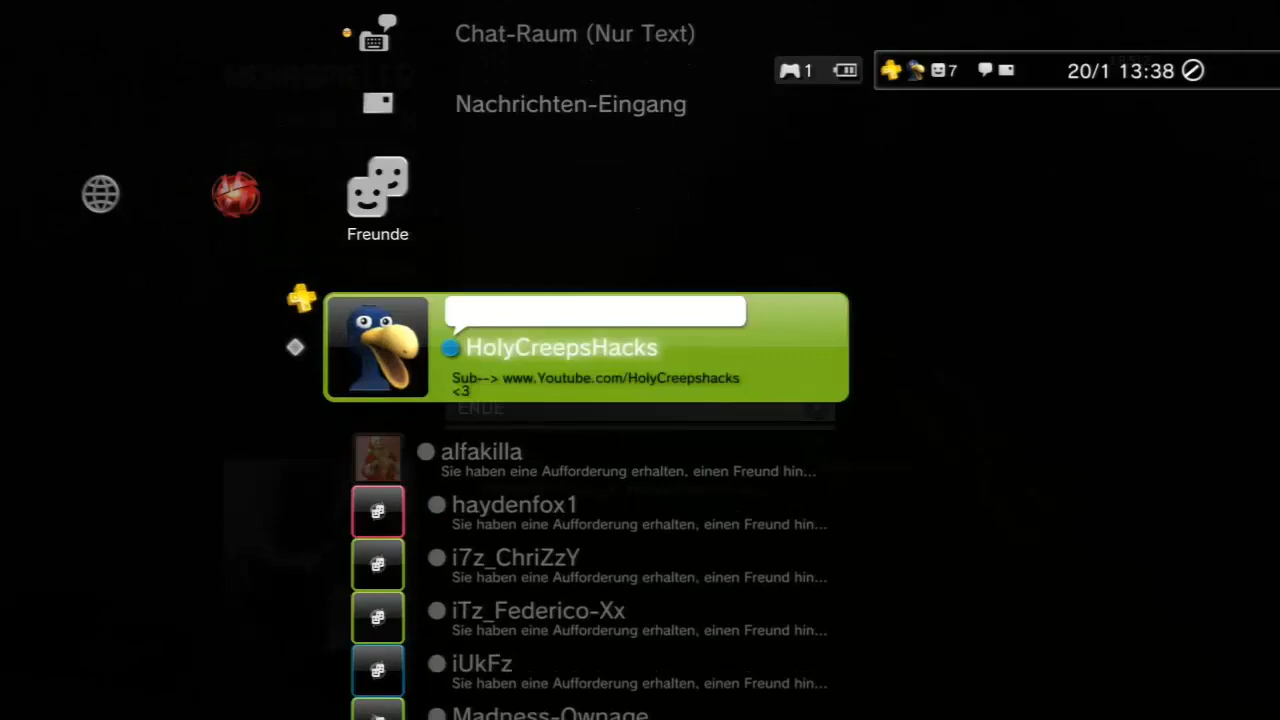 Chat-Raum (Nur Text)
1
7
20/1 13:38
Nachrichten-Eingang
Freunde
HolyCreepsHacks
Sub--> www.Youtube.com/HolyCreepshacks
<3
ENDE
alfakilla
Sie haben eine Aufforderung erhalten, einen Freund hin...
haydenfox1
Sie haben eine Aufforderung erhalten, einen Freund hin...
i7z_ChriZzY
Sie haben eine Aufforderung erhalten, einen Freund hin...
iTz_Federico-Xx
Sie haben eine Aufforderung erhalten, einen Freund hin...
iUkFz
Sie haben eine Aufforderung erhalten, einen Freund hin...
Madness-Ownage